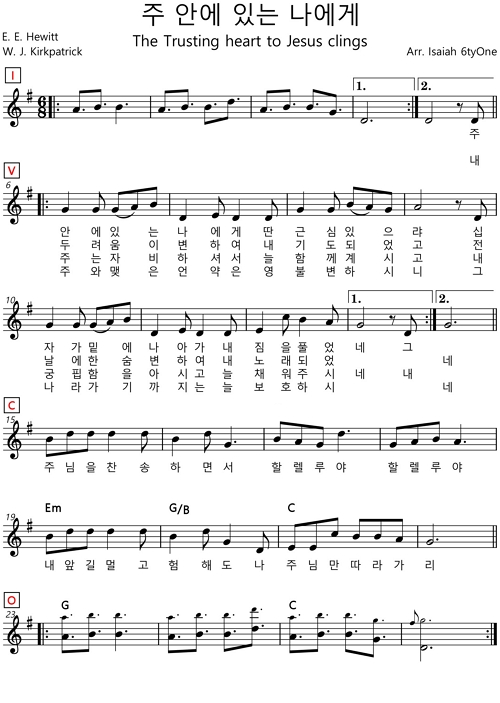 주 안에 있는 나에게
E. E. Hewitt
The Trusting heart to Jesus clings
W. J. Kirkpatrick
Arr. Isaiah 6tyOne
I
1.
2.
6
8
주
내
V
6
안 에 있 는 나 에 게 딴 근 심 있 으 랴 십
두 려 움 이 변 하 여 내 기 도 되 었 고 전
주 는 자 비 하 셔 서 늘 함 께 계 시 고 내
주 와 맺 은 언 약 은 영 불 변 하 시 니 그
10
1.
2.
자 가 밑 에 나 아 가 내 짐 을 풀 었 네 그
날 에 한 숨 변 하 여 내 노 래 되 었 네
궁 핍 함 을 아 시 고 늘 채 워 주 시 네 내
나 라 가 기 까 지 는 늘 보 호 하 시 네
C
15
주 님 을 찬 송 하 면 서 할 렐 루 야 할 렐 루 야
19
Em
G/B
C
내 앞 길 멀 고 험 해 도 나 주 님 만 따 라 가 리
O
23
G
C